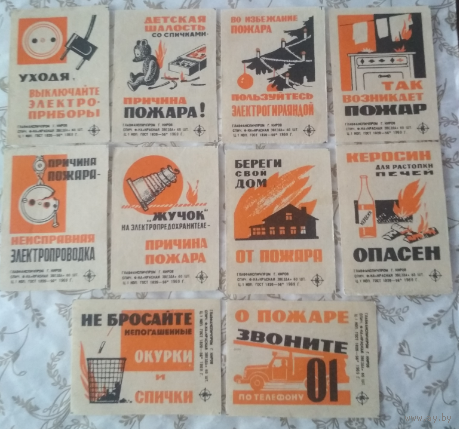 УХОДЯ,
ВЫКЛЮЧАЙТЕ
ЭЛЕКТРО-
ПРИБОРЫ
ДЕТСКАЯ
ШАЛОСТЬ
СО СПИЧКАМИ-
ПРИЧИНА
ПОЖАРА!
ВО ИЗБЕЖАНИЕ
ПОЖАРА
ПОЛЬЗУЙТЕСЬ
ЭЛЕКТРОГИРЛЯНДОЙ
ТАК
ВОЗНИКАЕТ
ПОЖАР
ПРИЧИНА
ПОЖАРА-
НЕИСПРАВНАЯ
ЭЛЕКТРОПРОВОДКА
„ЖУЧОК"
НА ЭЛЕКТРОПРЕДОХРАНИТЕЛЕ-
ПРИЧИНА
ПОЖАРА
БЕРЕГИ
СВОЙ
ДОМ
ОТ ПОЖАРА
КЕРОСИН
ДЛЯ РАСТОПКИ
ПЕЧЕЙ
ОПАСЕН
НЕ БРОСАЙТЕ
НЕПОГАШЕННЫЕ
ОКУРКИ
И
СПИЧКИ
О ПОЖАРЕ
ЗВОНИТЕ
ПО ТЕЛЕФОНУ
01